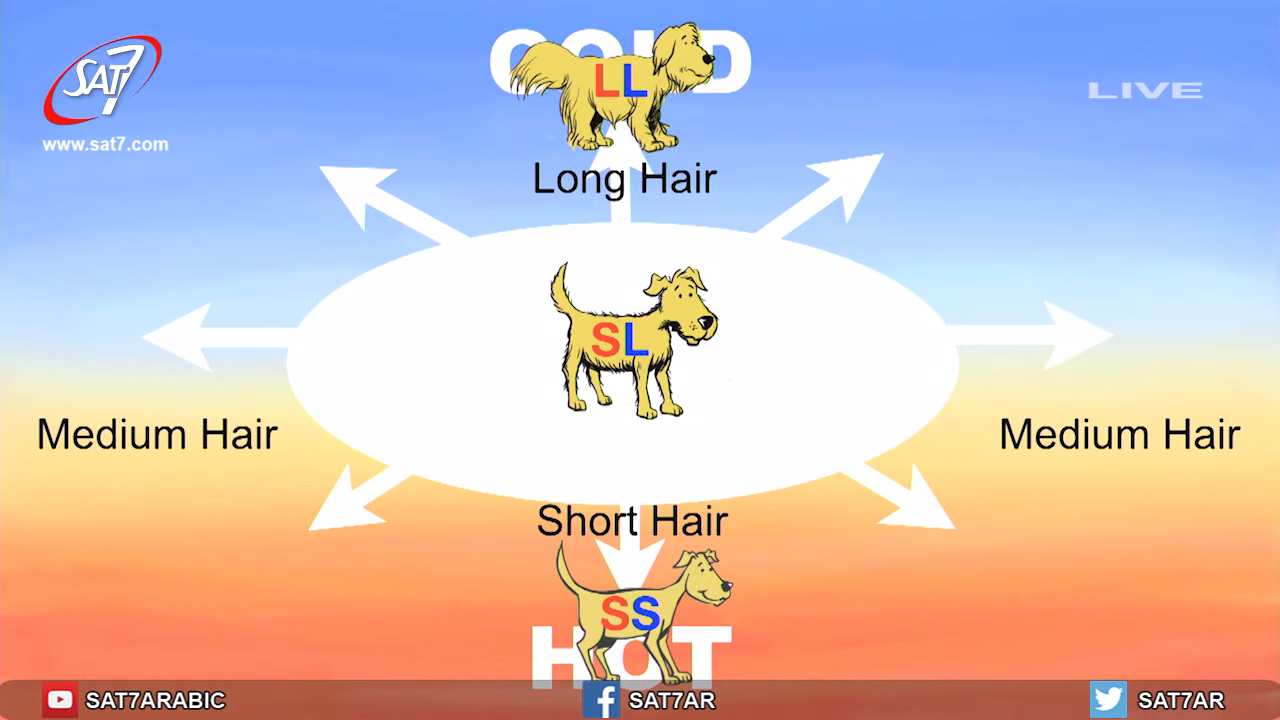 SAT7
www.sat7.com
COLD
LIVE
LL
Long Hair
SL
Medium Hair
Medium Hair
Short Hair
SS
HOT
SAT7ARABIC
SAT7AR
SAT7AR